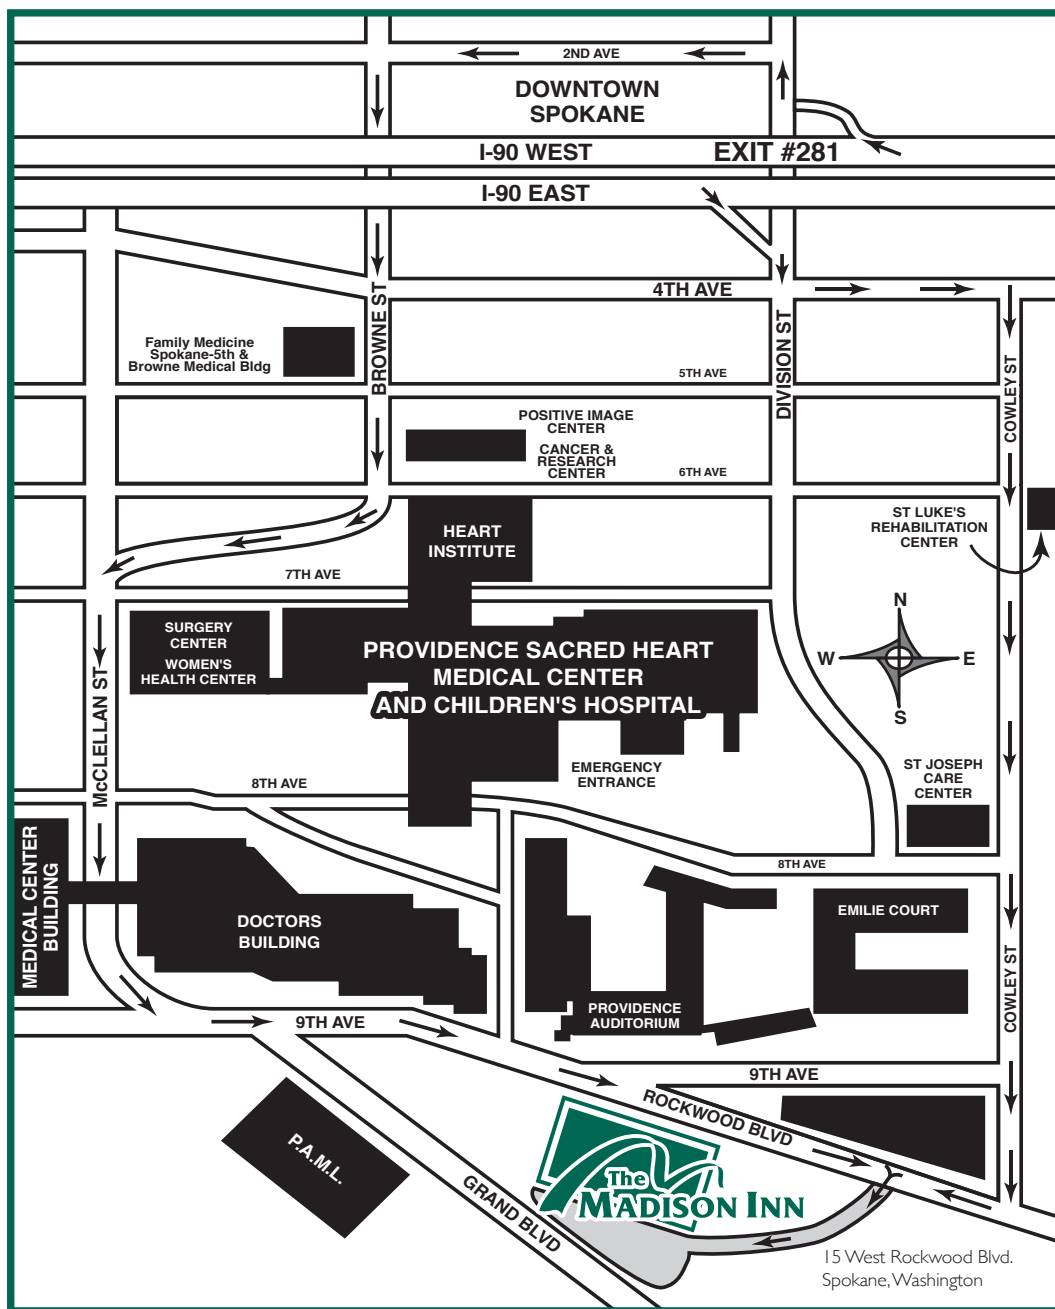 2ND AVE
DOWNTOWN
SPOKANE
I-90 WEST
EXIT #281
I-90 EAST
4TH AVE
BROWNE ST
DIVISION ST
Family Medicine
Spokane-5th &
Browne Medical Bldg
5TH AVE
COWLEY ST
POSITIVE IMAGE
CENTER
CANCER &
RESEARCH
CENTER
6TH AVE
HEART
INSTITUTE
ST LUKE'S
REHABILITATION
CENTER
7TH AVE
N
W
E
S
SURGERY
CENTER
WOMEN'S
HEALTH CENTER
PROVIDENCE SACRED HEART
MEDICAL CENTER
AND CHILDREN'S HOSPITAL
McCLELLAN ST
EMERGENCY
ENTRANCE
ST JOSEPH
CARE
CENTER
8TH AVE
8TH AVE
MEDICAL CENTER
BUILDING
DOCTORS
BUILDING
EMILIE COURT
COWLEY ST
PROVIDENCE
AUDITORIUM
9TH AVE
9TH AVE
ROCKWOOD BLVD
P.A.M.L.
GRAND BLVD
The
MADISON INN
15 West Rockwood Blvd.
Spokane, Washington